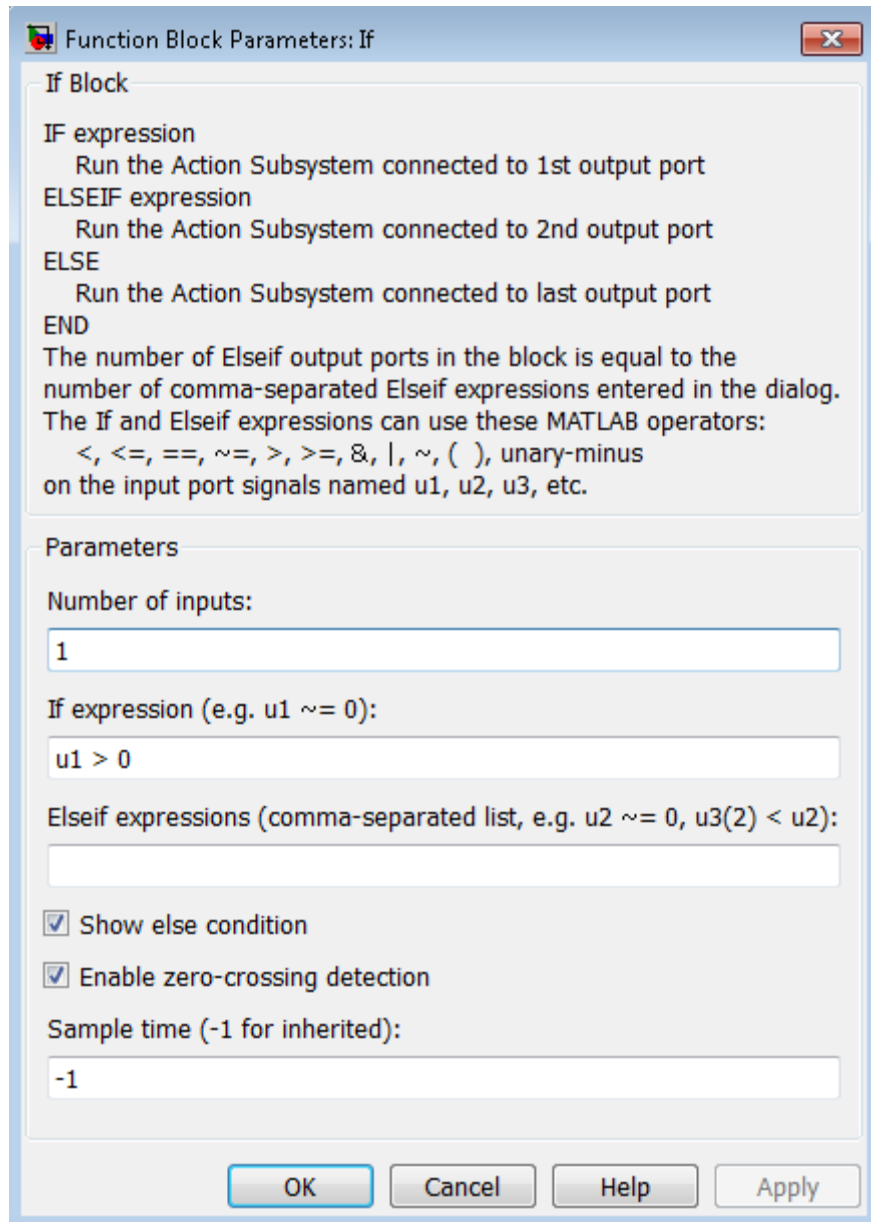 Function Block Parameters: If
If Block
IF expression
Run the Action Subsystem connected to 1st output port
ELSEIF expression
Run the Action Subsystem connected to 2nd output port
ELSE
Run the Action Subsystem connected to last output port
END
The number of Elseif output ports in the block is equal to the
number of comma-separated Elseif expressions entered in the dialog.
The If and Elseif expressions can use these MATLAB operators:
<, <=, ==, ~=, >, >=, &, |, ~, ( ), unary-minus
on the input port signals named u1, u2, u3, etc.
Parameters
Number of inputs:
1
If expression (e.g. u1 ~= 0):
u1 > 0
Elseif expressions (comma-separated list, e.g. u2 ~= 0, u3(2) < u2):
Show else condition
Enable zero-crossing detection
Sample time (-1 for inherited):
-1
OK Cancel Help Apply